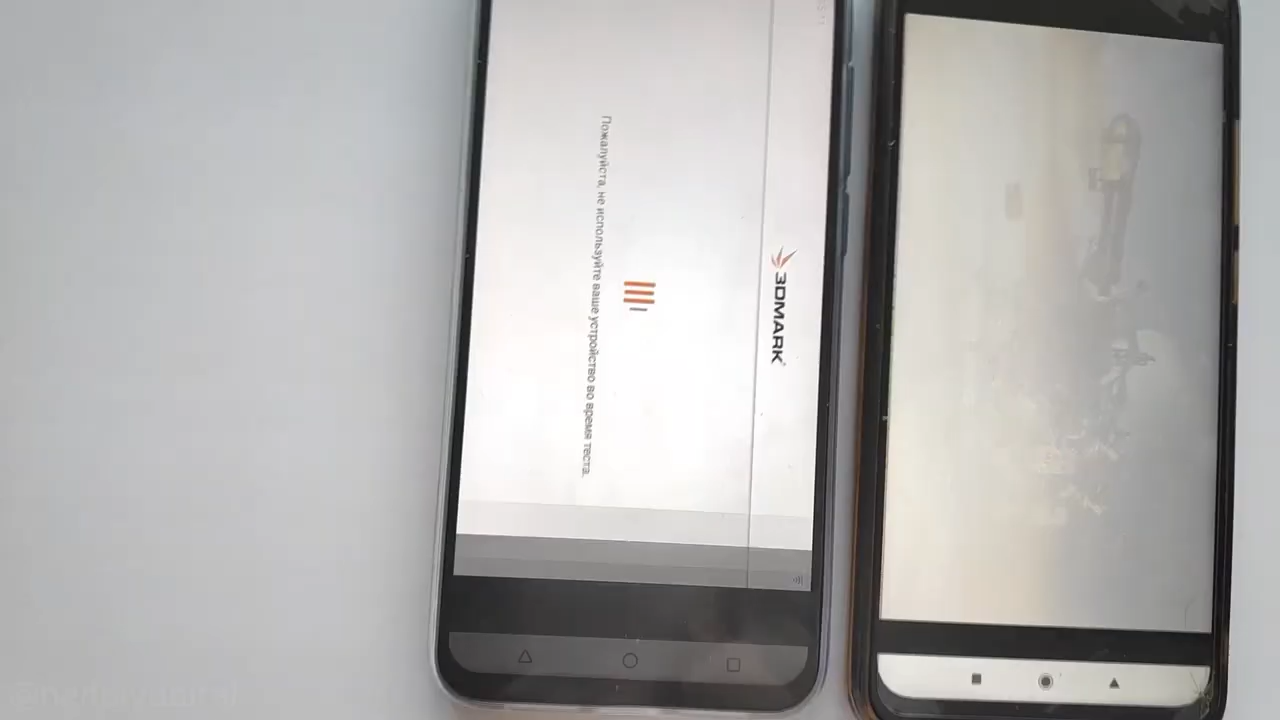 3DMARK
Пожалуйста, не используйте ваше устройство во время теста.